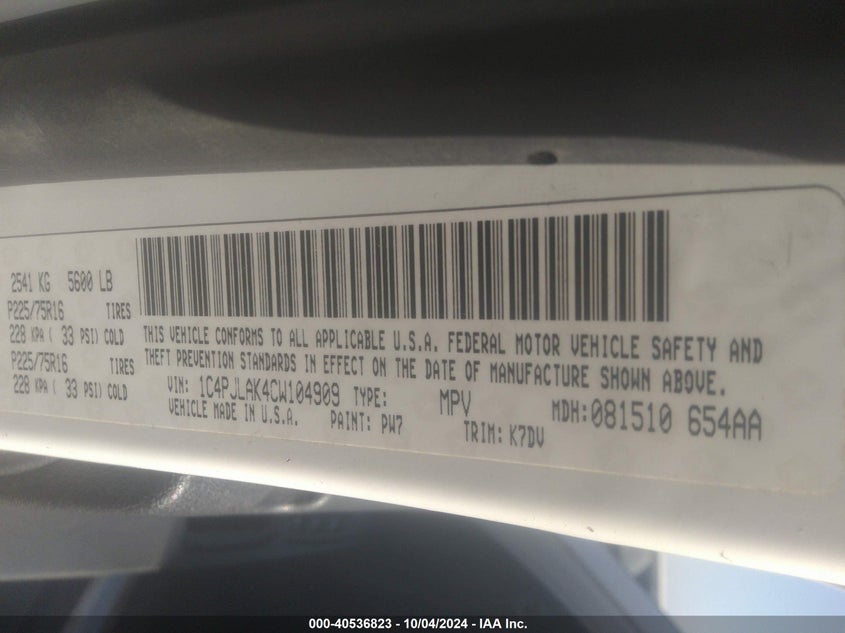 2541 KG 5600 LB
P225/75R16 TIRES
228 KPA ( 33 PSI) COLD
P225/75R16 TIRES
228 KPA ( 33 PSI) COLD
THIS VEHICLE CONFORMS TO ALL APPLICABLE U.S.A. FEDERAL MOTOR VEHICLE SAFETY AND
THEFT PREVENTION STANDARDS IN EFFECT ON THE DATE OF MANUFACTURE SHOWN ABOVE.
VIN: 1C4PJLAK4CW104909 TYPE: MPV MDH:081510 654AA
VEHICLE MADE IN U.S.A. PAINT: PW7 TRIM: K7DV
000-40536823 - 10/04/2024 - IAA Inc.